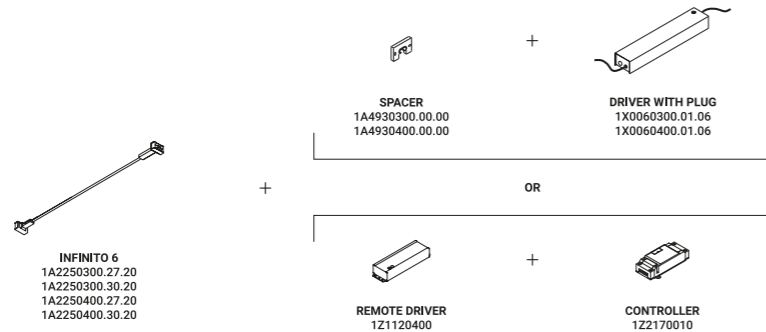 SPACER
1A4930300.00.00
1A4930400.00.00
+
DRIVER WITH PLUG
1X0060300.01.06
1X0060400.01.06
INFINITO 6
1A2250300.27.20
1A2250300.30.20
1A2250400.27.20
1A2250400.30.20
+
OR
REMOTE DRIVER
1Z1120400
+
CONTROLLER
1Z2170010